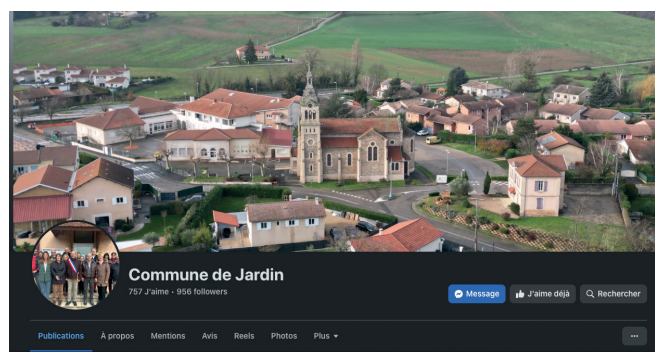 Commune de Jardin
757 J'aime • 956 followers
Message
J'aime déjà
Rechercher
Publications
À propos
Mentions
Avis
Reels
Photos
Plus